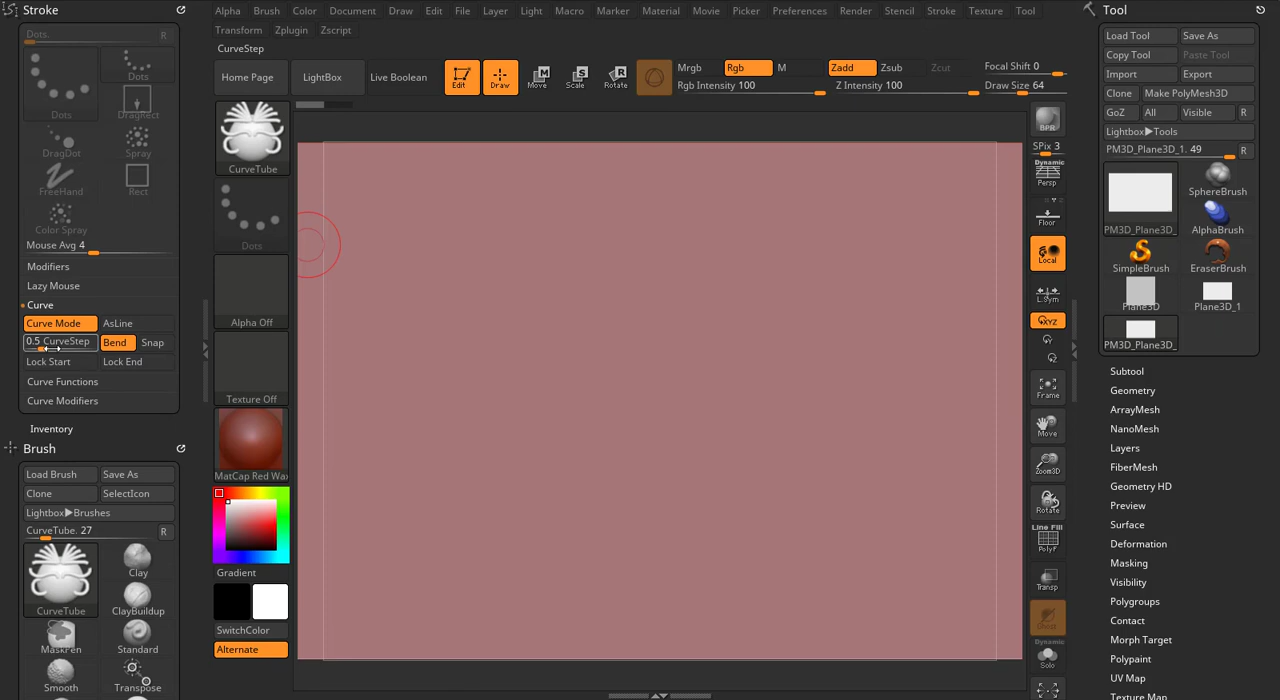 Stroke
Dots.
R
Dots
Dots
DragRect
DragDot
Spray
FreeHand
Rect
Color Spray
Mouse Avg 4
Modifiers
Lazy Mouse
Curve
Curve Mode
AsLine
0.5 CurveStep
Bend
Snap
Lock Start
Lock End
Curve Functions
Curve Modifiers
Inventory
Brush
Load Brush
Save As
Clone
SelectIcon
Lightbox▶Brushes
CurveTube. 27
R
CurveTube
Clay
ClayBuildup
MaskPen
Standard
Smooth
Transpose
Alpha Brush Color Document Draw Edit File Layer Light Macro Marker Material Movie Picker Preferences Render Stencil Stroke Texture Tool
Transform Zplugin Zscript
CurveStep
Home Page
LightBox
Live Boolean
Edit
Draw
Move
Scale
Rotate
Mrgb
Rgb
M
Rgb Intensity 100
Zadd
Zsub
Zcut
Z Intensity 100
Focal Shift 0
Draw Size 64
CurveTube
Dots
Alpha Off
Texture Off
MatCap Red Wa
Gradient
SwitchColor
Alternate
BPR
SPix 3
Dynamic
Persp
Floor
Local
L.Sym
XYZ
Frame
Move
Zoom3D
Rotate
Line Fill
PolyF
Transp
Dynamic
Solo
Tool
Load Tool
Save As
Copy Tool
Paste Tool
Import
Export
Clone
Make PolyMesh3D
GoZ
All
Visible
R
Lightbox▶Tools
PM3D_Plane3D_1. 49
R
PM3D_Plane3D_
SphereBrush
AlphaBrush
SimpleBrush
EraserBrush
Plane3D
Plane3D_1
PM3D_Plane3D_
Subtool
Geometry
ArrayMesh
NanoMesh
Layers
FiberMesh
Geometry HD
Preview
Surface
Deformation
Masking
Visibility
Polygroups
Contact
Morph Target
Polypaint
UV Map
Texture Map